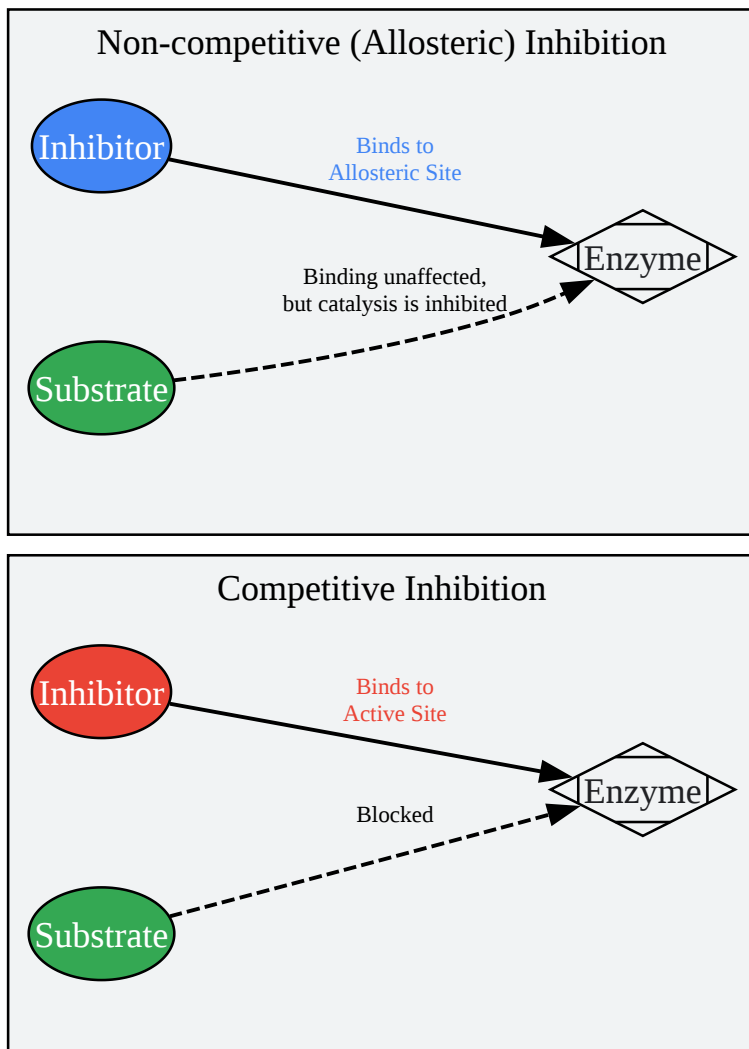 Non-competitive (Allosteric) Inhibition
Inhibitor
Binds to
Allosteric Site
Enzyme
Binding unaffected,
but catalysis is inhibited
Substrate
Competitive Inhibition
Inhibitor
Binds to
Active Site
Enzyme
Blocked
Substrate